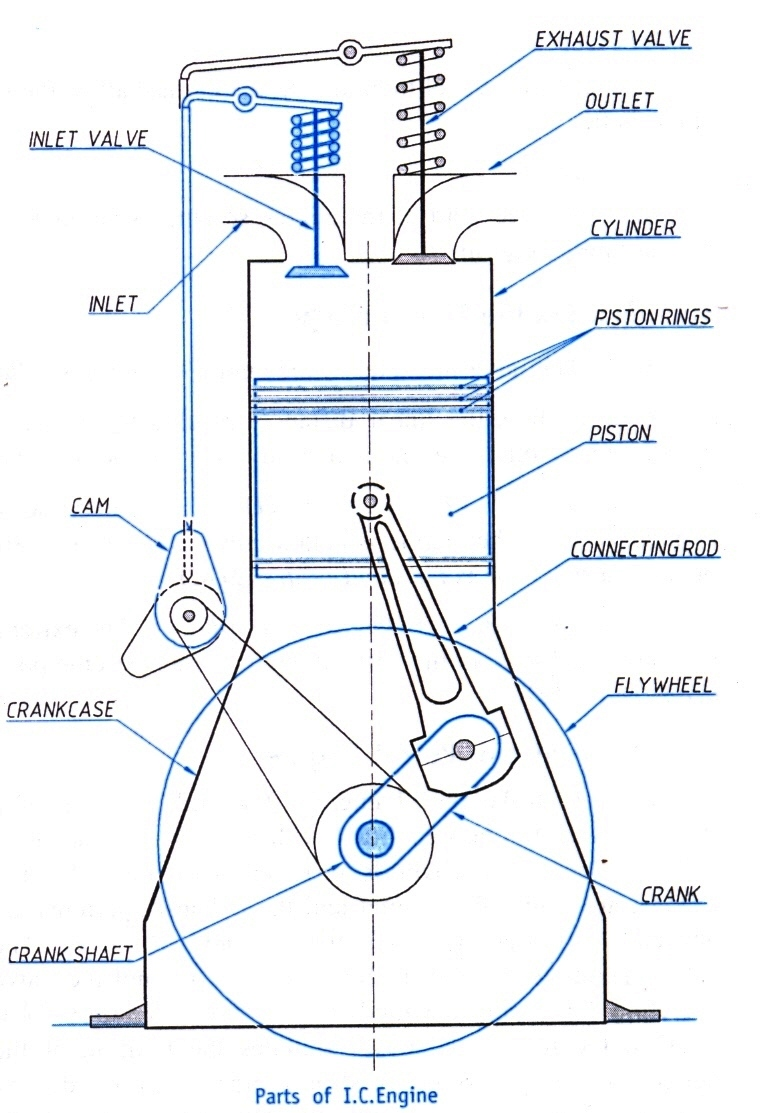 EXHAUST VALVE
OUTLET
INLET VALVE
CYLINDER
INLET
PISTON RINGS
PISTON
CAM
CONNECTING ROD
FLYWHEEL
CRANKCASE
CRANK
CRANK SHAFT
Parts of I.C.Engine